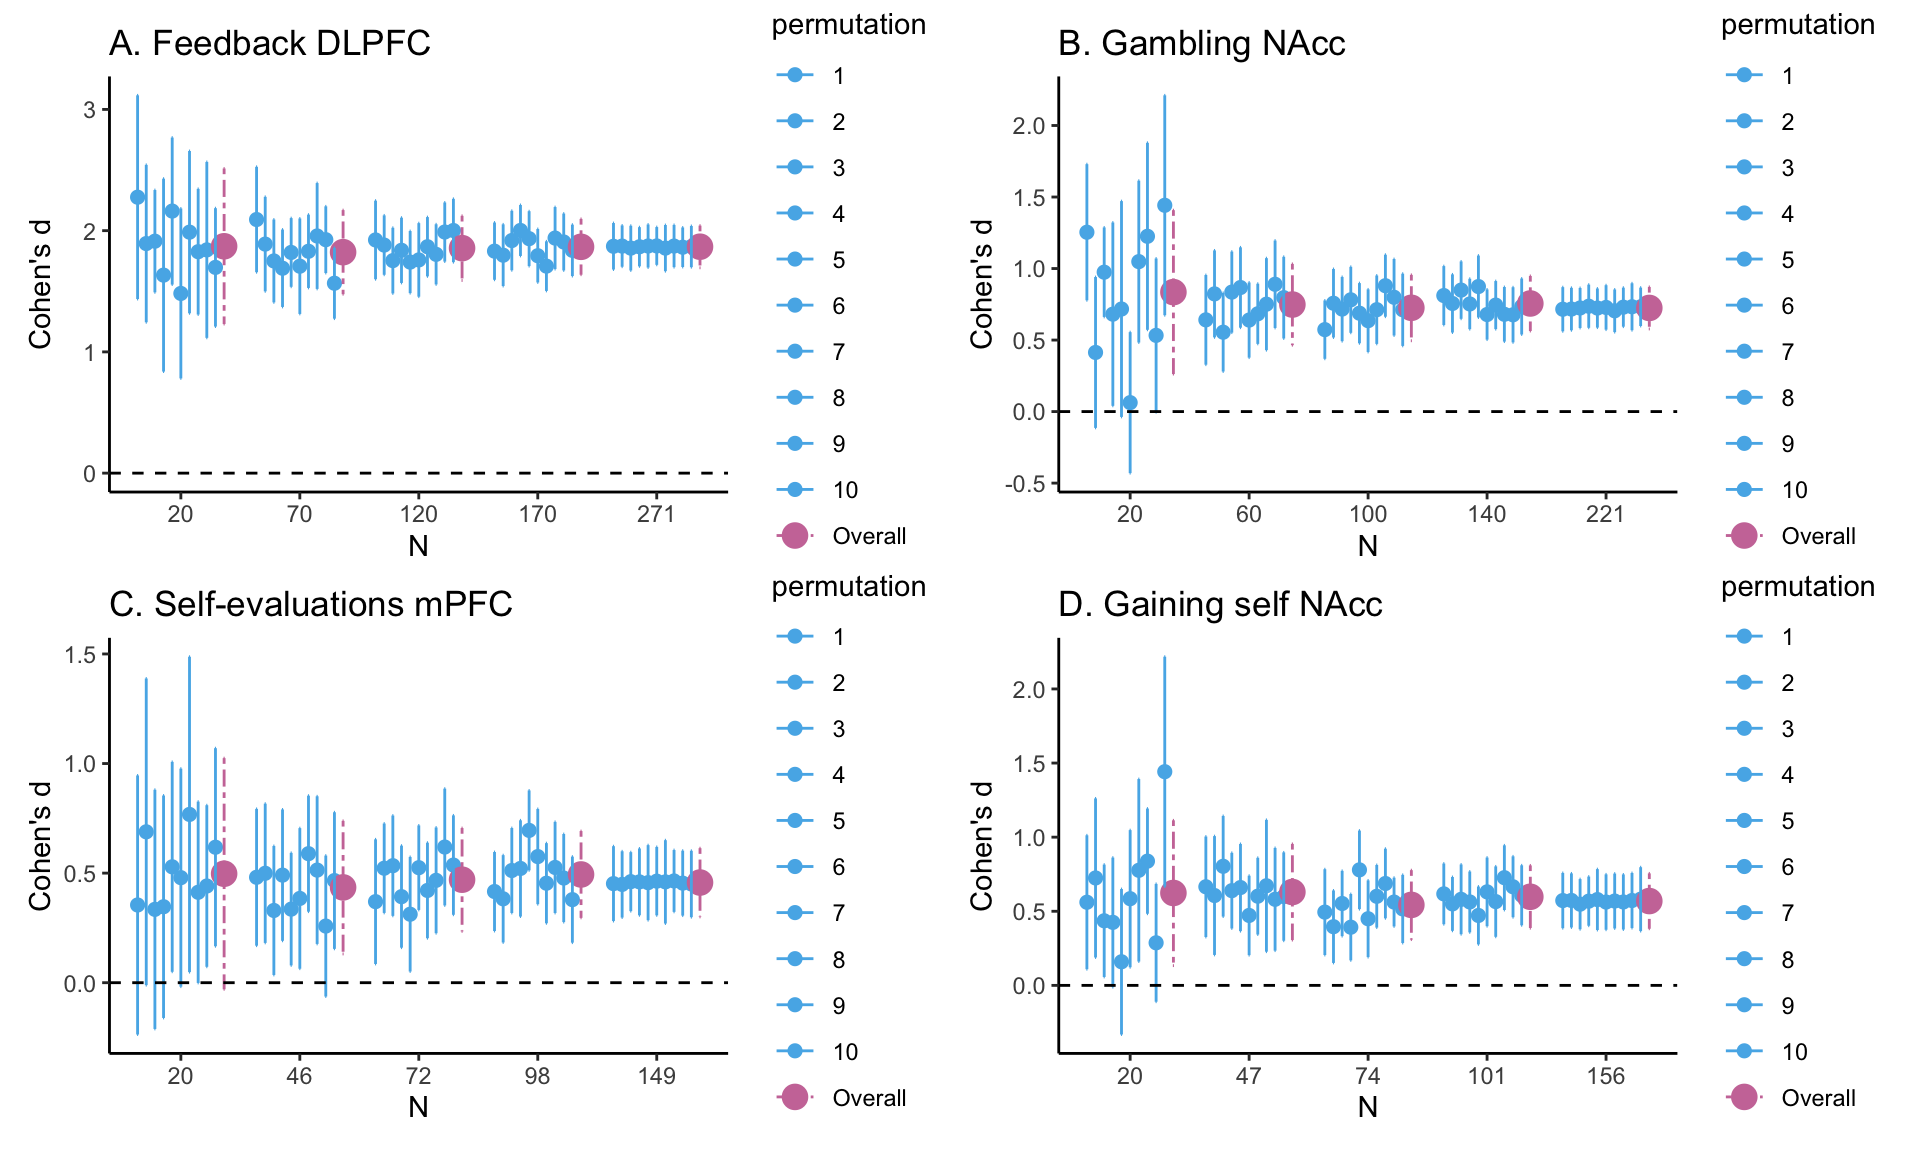 A. Feedback DLPFC
Cohen's d
3
2
1
0
20 70 120 170 271
N
permutation
1
2
3
4
5
6
7
8
9
10
Overall
B. Gambling NAcc
Cohen's d
2.0
1.5
1.0
0.5
0.0
-0.5
20 60 100 140 221
N
permutation
1
2
3
4
5
6
7
8
9
10
Overall
C. Self-evaluations mPFC
Cohen's d
1.5
1.0
0.5
0.0
20 46 72 98 149
N
permutation
1
2
3
4
5
6
7
8
9
10
Overall
D. Gaining self NAcc
Cohen's d
2.0
1.5
1.0
0.5
0.0
20 47 74 101 156
N
permutation
1
2
3
4
5
6
7
8
9
10
Overall